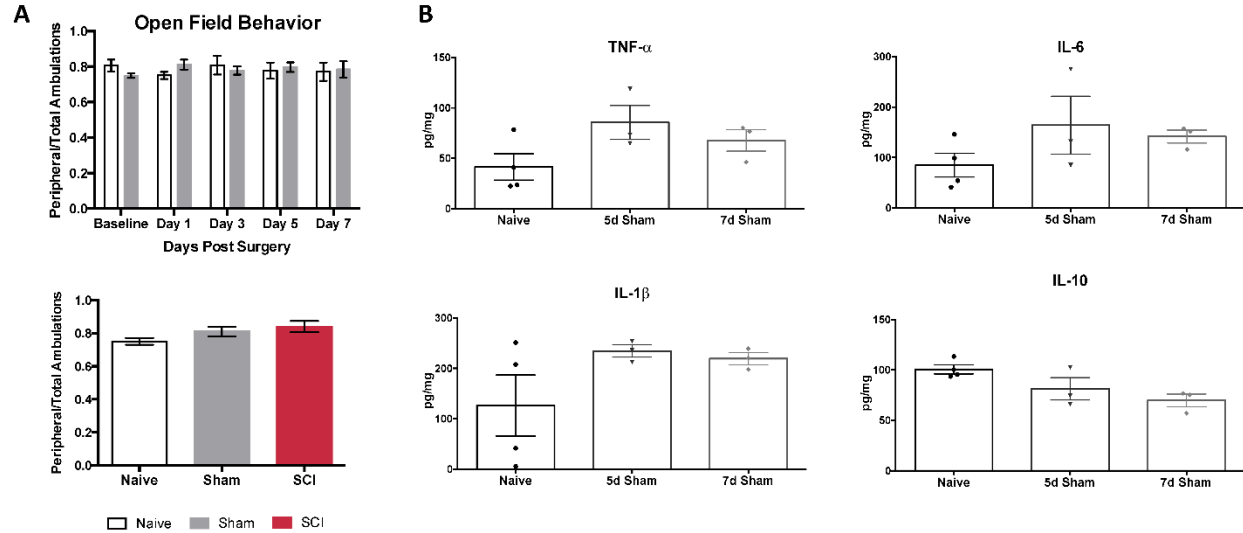 A
Open Field Behavior
Peripheral/Total Ambulations
1.0
0.8
0.6
0.4
0.2
0.0
Baseline Day 1 Day 3 Day 5 Day 7
Days Post Surgery
Peripheral/Total Ambulations
1.0
0.8
0.6
0.4
0.2
0.0
Naive Sham SCI
Naive Sham SCI
B
TNF-α
pg/mg
150
100
50
0
Naive 5d Sham 7d Sham
IL-6
pg/mg
300
200
100
0
Naive 5d Sham 7d Sham
IL-1β
pg/mg
300
200
100
0
Naive 5d Sham 7d Sham
IL-10
pg/mg
150
100
50
0
Naive 5d Sham 7d Sham